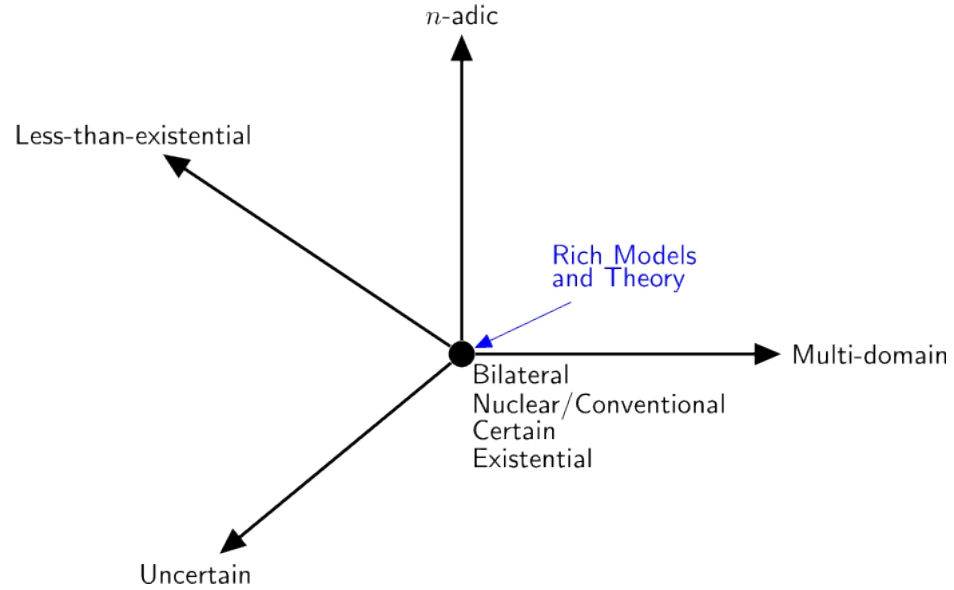 n-adic
Less-than-existential
Rich Models
and Theory
Multi-domain
Bilateral
Nuclear/Conventional
Certain
Existential
Uncertain